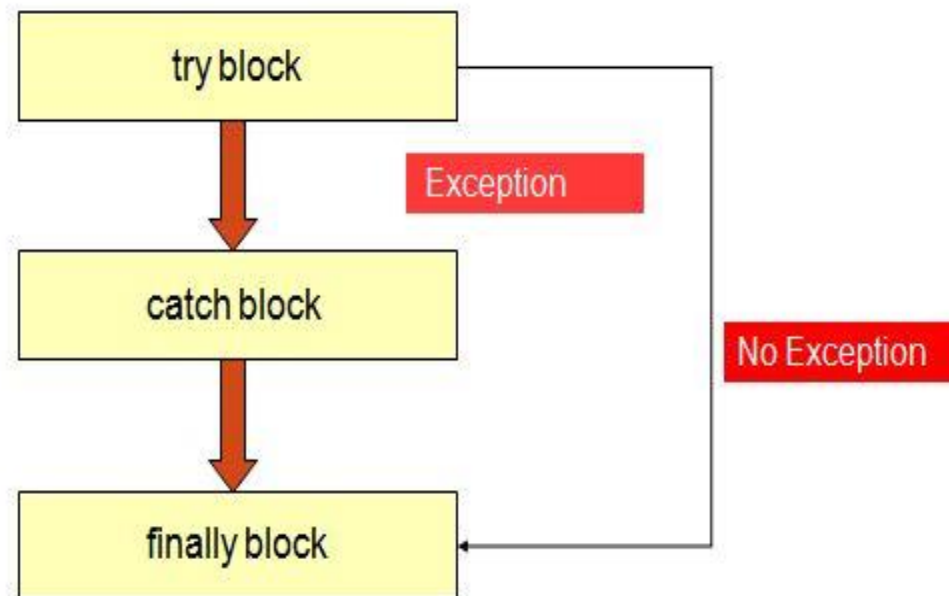 try block
Exception
catch block
No Exception
finally block